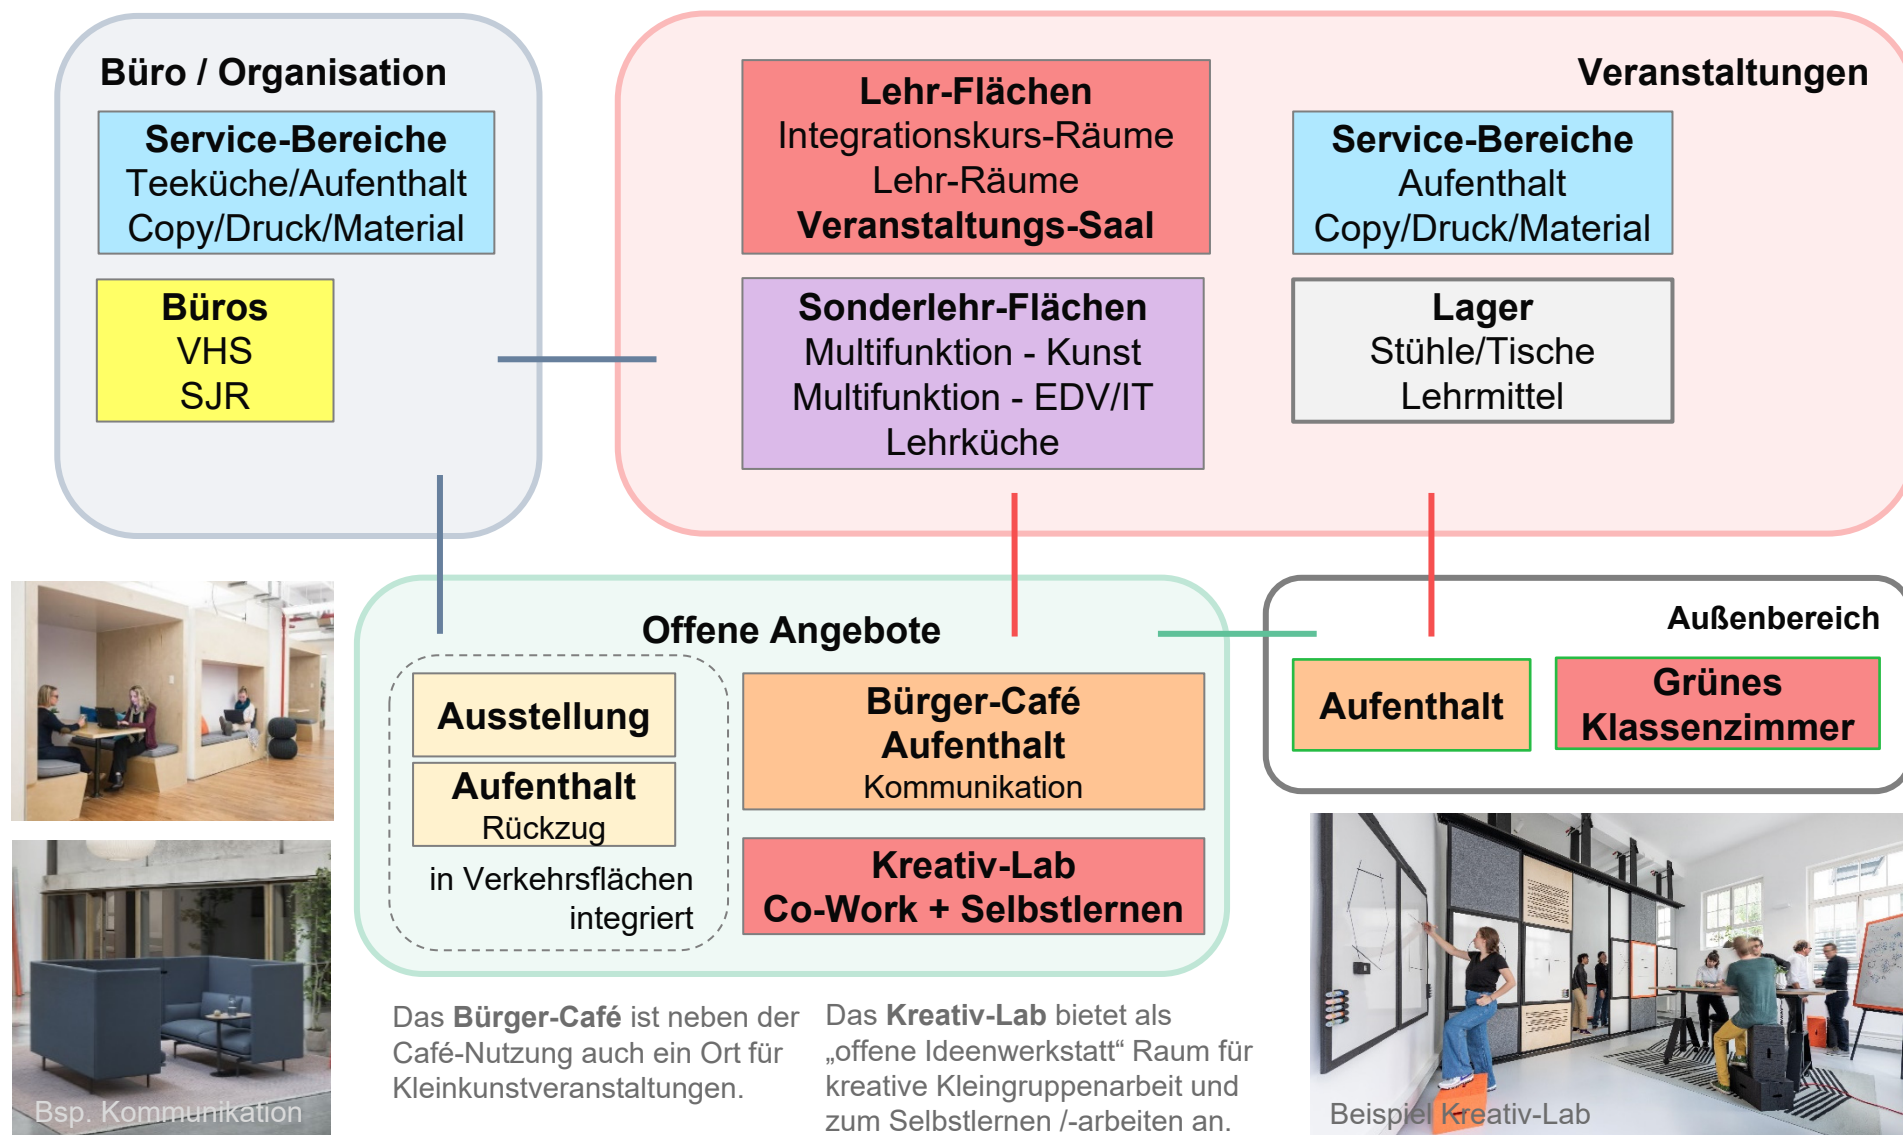 Büro / Organisation
Service-Bereiche
Teeküche/Aufenthalt
Copy/Druck/Material
Büros
VHS
SJR
Veranstaltungen
Lehr-Flächen
Integrationskurs-Räume
Lehr-Räume
Veranstaltungs-Saal
Sonderlehr-Flächen
Multifunktion - Kunst
Multifunktion - EDV/IT
Lehrküche
Service-Bereiche
Aufenthalt
Copy/Druck/Material
Lager
Stühle/Tische
Lehrmittel
Offene Angebote
Ausstellung
Aufenthalt
Rückzug
in Verkehrsflächen
integriert
Bürger-Café
Aufenthalt
Kommunikation
Kreativ-Lab
Co-Work + Selbstlernen
Außenbereich
Aufenthalt
Grünes
Klassenzimmer
Das Bürger-Café ist neben der
Café-Nutzung auch ein Ort für
Kleinkunstveranstaltungen.
Das Kreativ-Lab bietet als
„offene Ideenwerkstatt“ Raum für
kreative Kleingruppenarbeit und
zum Selbstlernen /-arbeiten an.
Bsp. Kommunikation
Beispiel Kreativ-Lab